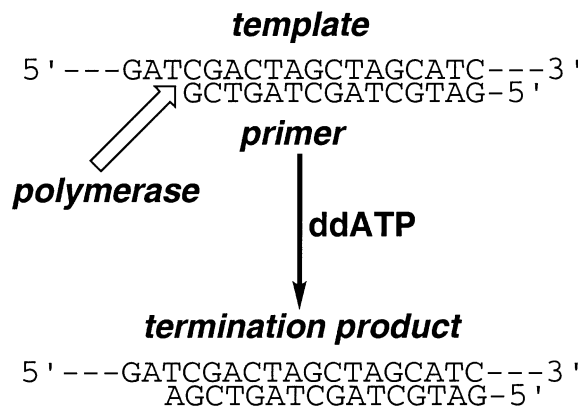 template
5'---GATCGACTAGCTAGCATC---3'
GCTGATCGATCGTAG-5'
primer
polymerase
ddATP
termination product
5'---GATCGACTAGCTAGCATC---3'
AGCTGATCGATCGTAG-5'